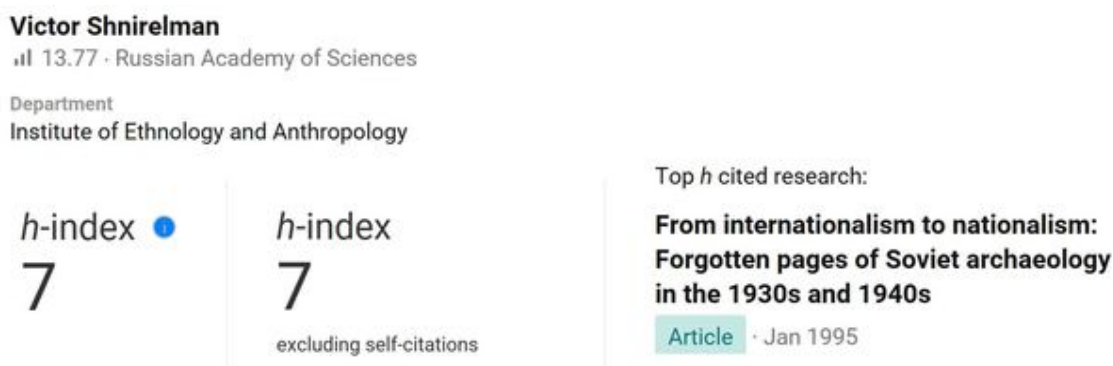 Victor Shnirelman
13.77 · Russian Academy of Sciences
Department
Institute of Ethnology and Anthropology
h-index
7
h-index
7
excluding self-citations
Top h cited research:
From internationalism to nationalism:
Forgotten pages of Soviet archaeology
in the 1930s and 1940s
Article · Jan 1995